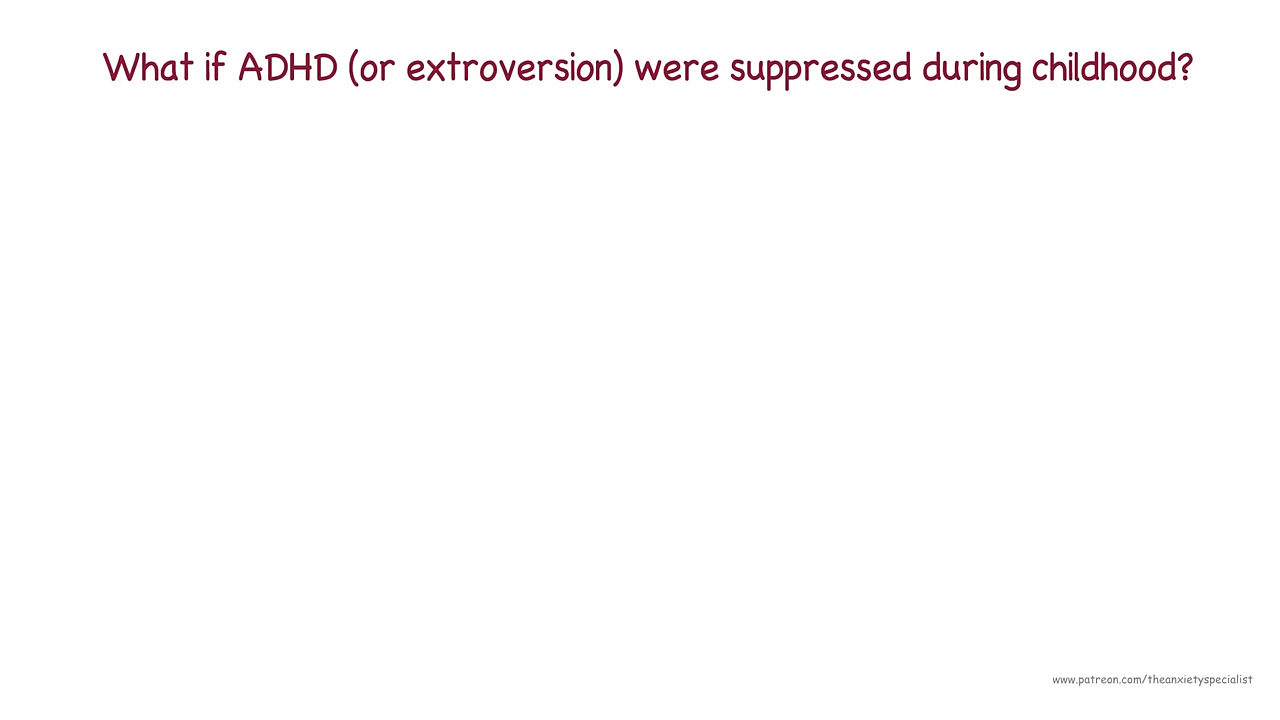 What if ADHD (or extroversion) were suppressed during childhood?
www.patreon.com/theanxietyspecialist